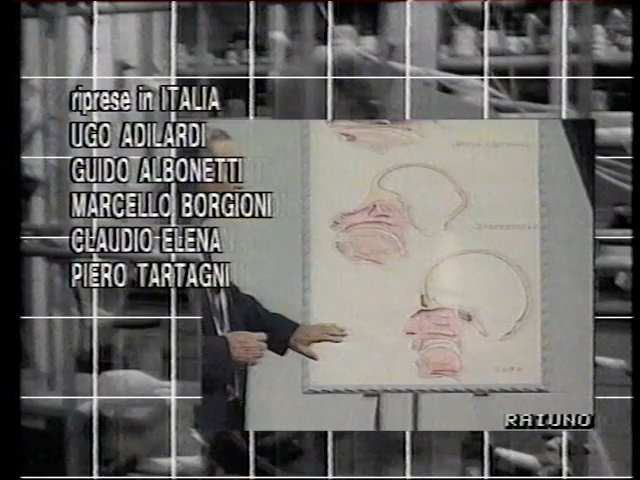 riprese in ITALIA
UGO ADILARDI
GUIDO ALBONETTI
MARCELLO BORGIONI
CLAUDIO ELENA
PIERO TARTAGNI
RAIUNO